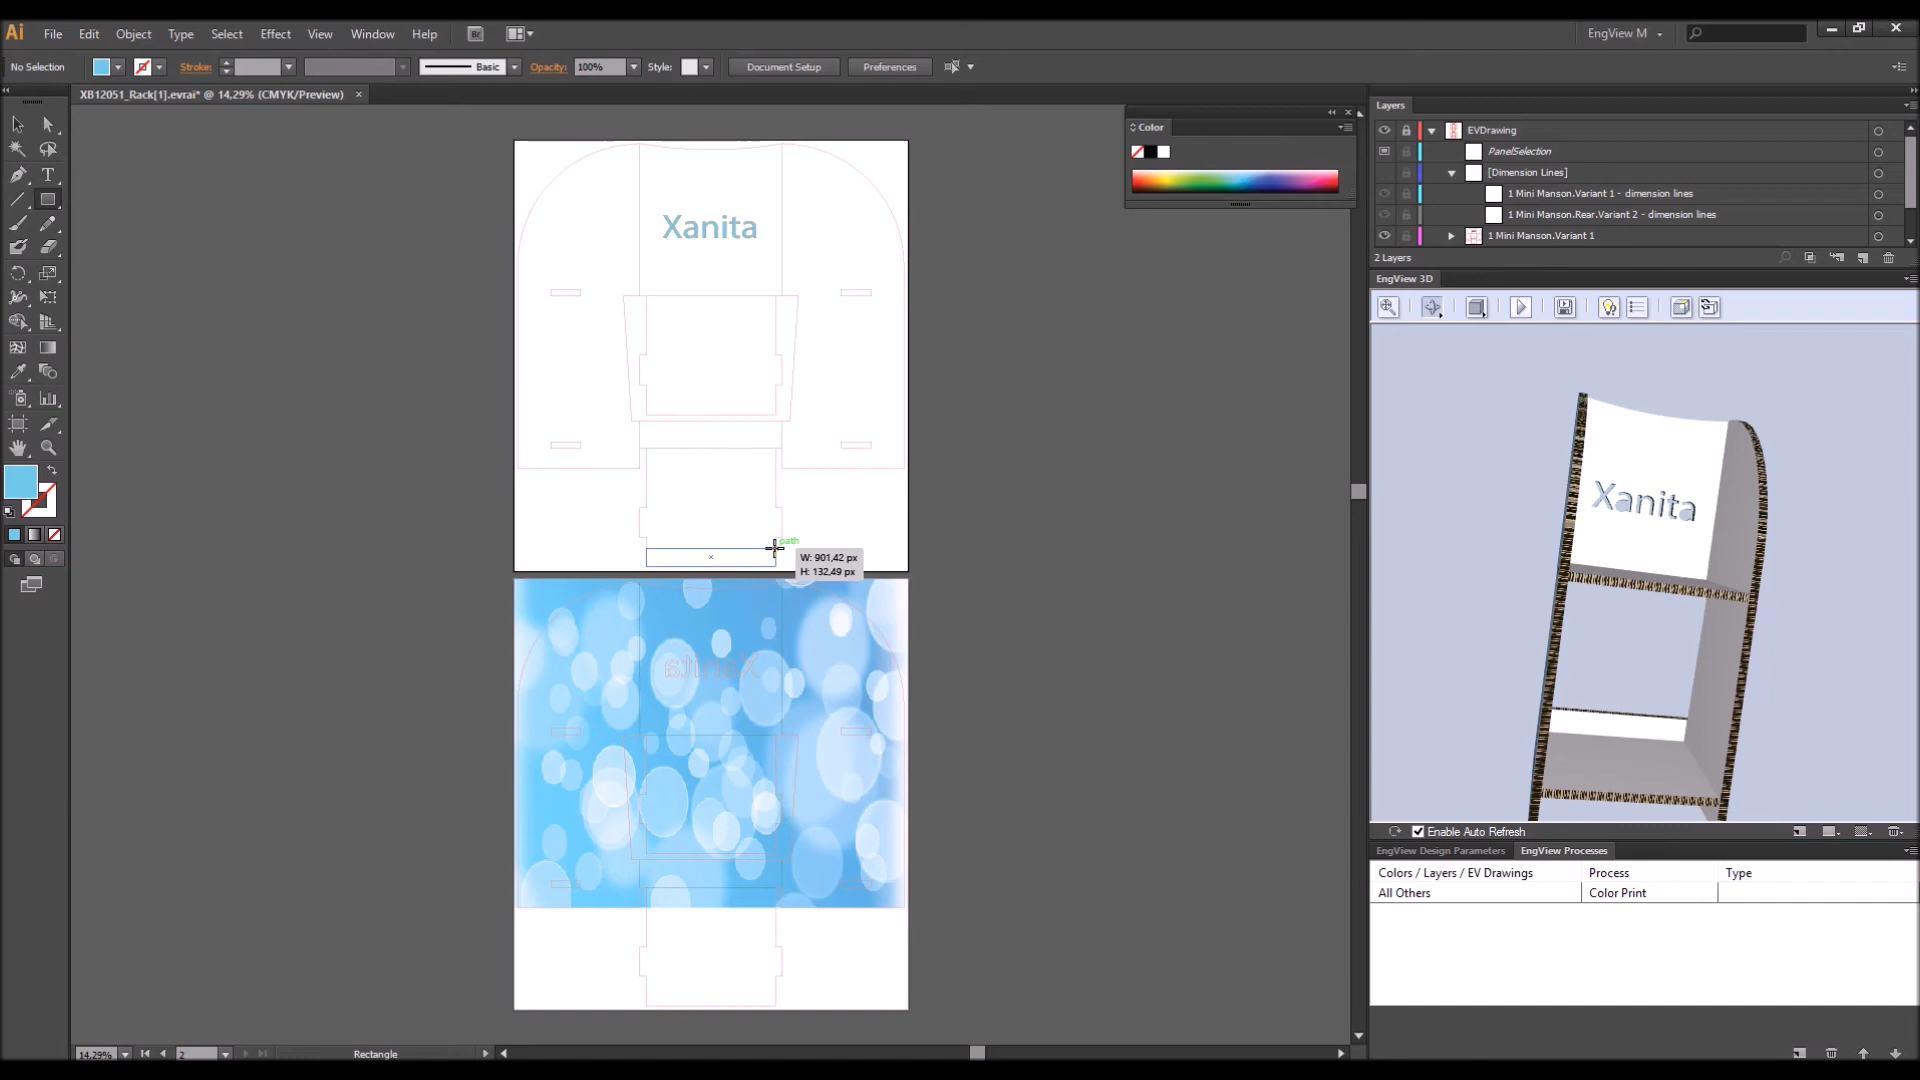 Ai File Edit Object Type Select Effect View Window Help Br EngView M
No Selection Stroke: Basic Opacity: 100% Style: Document Setup Preferences
XB12051_Rack[1].evrai* @ 14,29% (CMYK/Preview) ×
Color
Layers
EVDrawing
PanelSelection
[Dimension Lines]
1 Mini Manson.Variant 1 - dimension lines
1 Mini Manson.Rear.Variant 2 - dimension lines
1 Mini Manson.Variant 1
2 Layers
EngView 3D
Xanita
Xanita
path
W: 901,42 px
H: 132,49 px
Xanita
Enable Auto Refresh
EngView Design Parameters EngView Processes
Colors / Layers / EV Drawings Process Type
All Others Color Print
14,29% 2 Rectangle